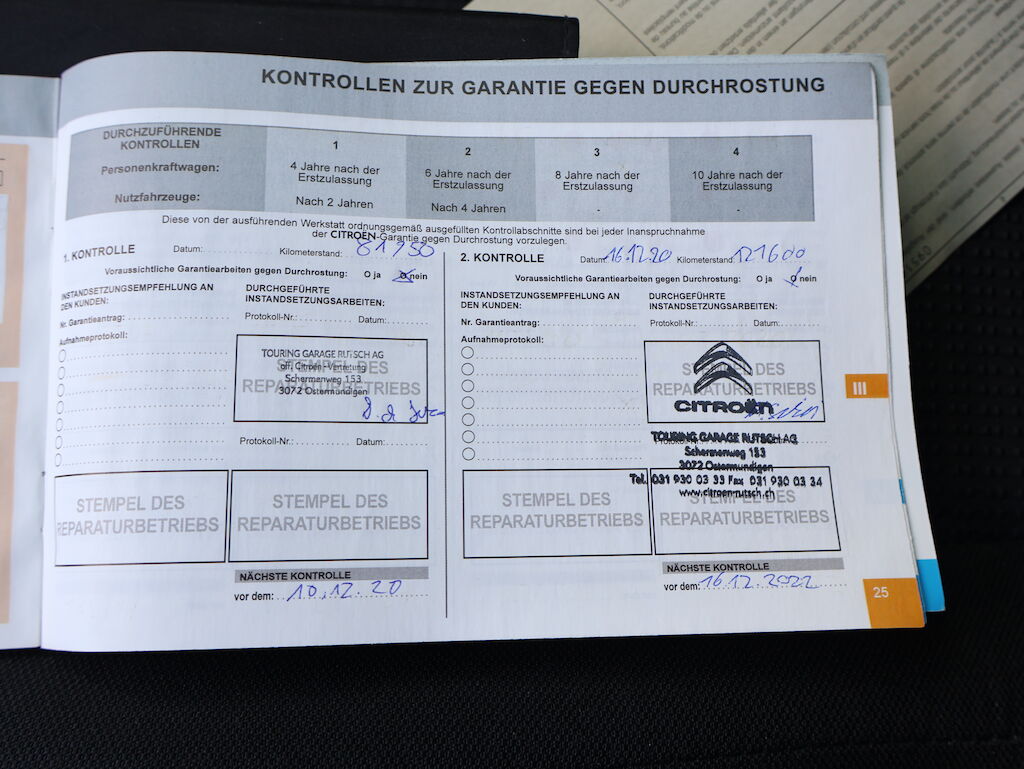 KONTROLLEN ZUR GARANTIE GEGEN DURCHROSTUNG
DURCHZUFÜHRENDE KONTROLLEN
1
2
3
4
Personenkraftwagen:
4 Jahre nach der Erstzulassung
6 Jahre nach der Erstzulassung
8 Jahre nach der Erstzulassung
10 Jahre nach der Erstzulassung
Nutzfahrzeuge:
Nach 2 Jahren
Nach 4 Jahren
-
-
Diese von der ausführenden Werkstatt ordnungsgemäß ausgefüllten Kontrollabschnitte sind bei jeder Inanspruchnahme
der CITROËN-Garantie gegen Durchrostung vorzulegen.
1. KONTROLLE
Datum:
Kilometerstand: 81950
Voraussichtliche Garantiearbeiten gegen Durchrostung: O ja O nein
INSTANDSETZUNGSEMPFEHLUNG AN
DEN KUNDEN:
DURCHGEFÜHRTE
INSTANDSETZUNGSARBEITEN:
Nr. Garantieantrag:
Protokoll-Nr.: Datum:
Aufnahmeprotokoll:
STEMPEL DES
REPARATURBETRIEBS
TOURING GARAGE RUTSCH AG
off. Citroën-Vertretung
Schermenweg 153
3072 Ostermundigen
Protokoll-Nr.: Datum:
STEMPEL DES
REPARATURBETRIEBS
STEMPEL DES
REPARATURBETRIEBS
NÄCHSTE KONTROLLE
vor dem: 10.12.20
2. KONTROLLE
Datum: 16.12.20 Kilometerstand: 121600
Voraussichtliche Garantiearbeiten gegen Durchrostung: O ja O nein
INSTANDSETZUNGSEMPFEHLUNG AN
DEN KUNDEN:
DURCHGEFÜHRTE
INSTANDSETZUNGSARBEITEN:
Nr. Garantieantrag:
Protokoll-Nr.: Datum:
Aufnahmeprotokoll:
STEMPEL DES
REPARATURBETRIEBS
CITROËN
TOURING GARAGE RUTSCH AG
Schermenweg 153
3072 Ostermundigen
Tel. 031 930 03 33 Fax 031 930 03 34
www.citroen-rutsch.ch
STEMPEL DES
REPARATURBETRIEBS
STEMPEL DES
REPARATURBETRIEBS
NÄCHSTE KONTROLLE
vor dem: 16.12.2022
III
25